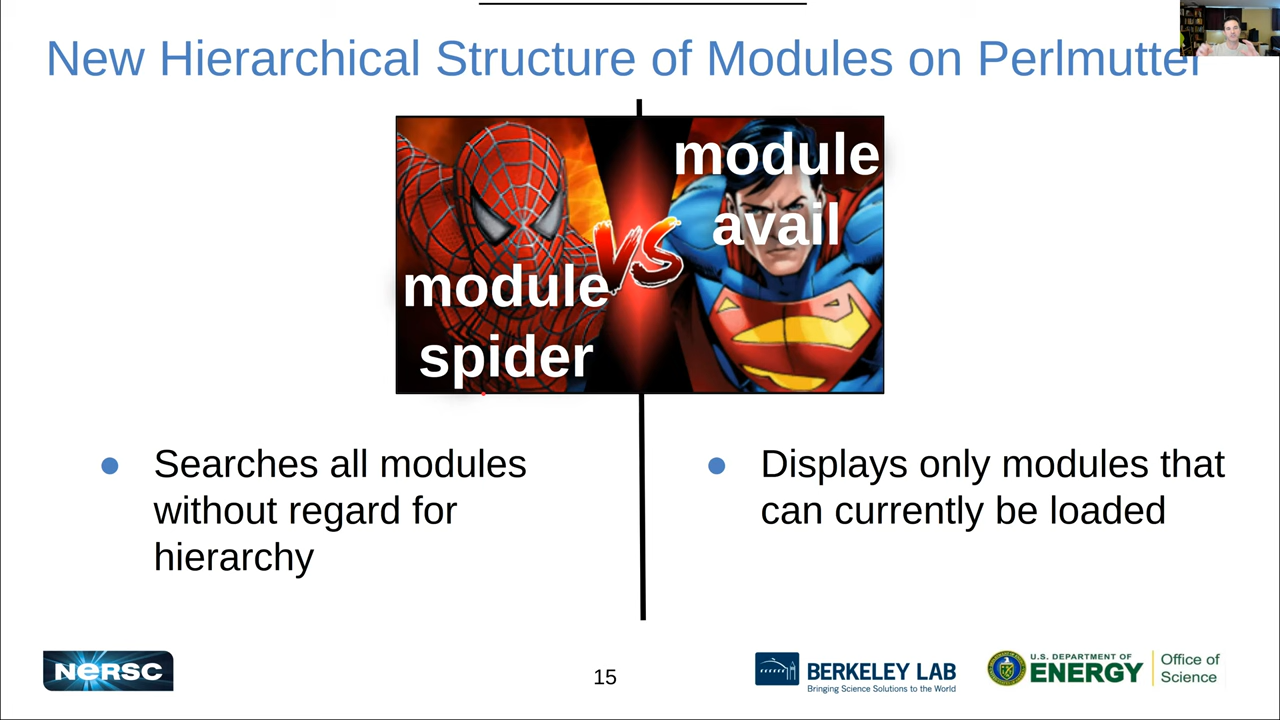 New Hierarchical Structure of Modules on Perlmutter
module
spider
VS
module
avail
Searches all modules
without regard for
hierarchy
Displays only modules that
can currently be loaded
NERSC
15
BERKELEY LAB
Bringing Science Solutions to the World
U.S. DEPARTMENT OF
ENERGY
Office of
Science